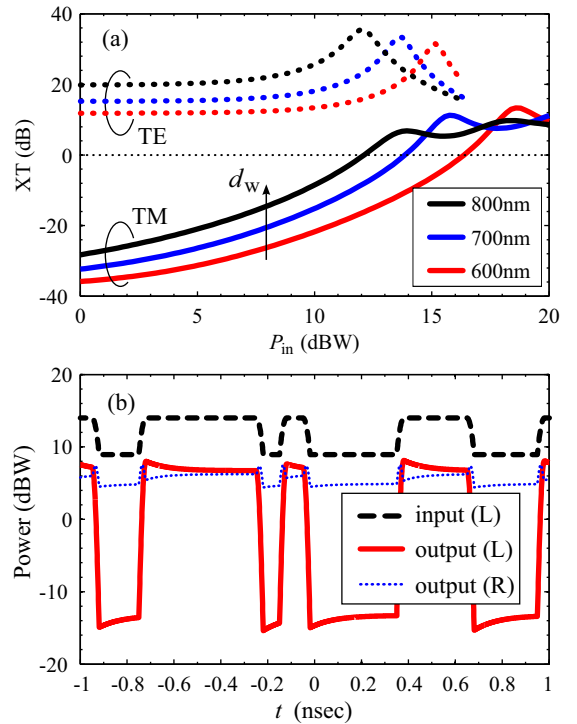 (a)
40
20
0
-20
-40
XT (dB)
TE
TM
d_w
800nm
700nm
600nm
0 5 10 15 20
P_in (dBW)
(b)
20
10
0
-10
-20
Power (dBW)
input (L)
output (L)
output (R)
-1 -0.8 -0.6 -0.4 -0.2 0 0.2 0.4 0.6 0.8 1
t (nsec)